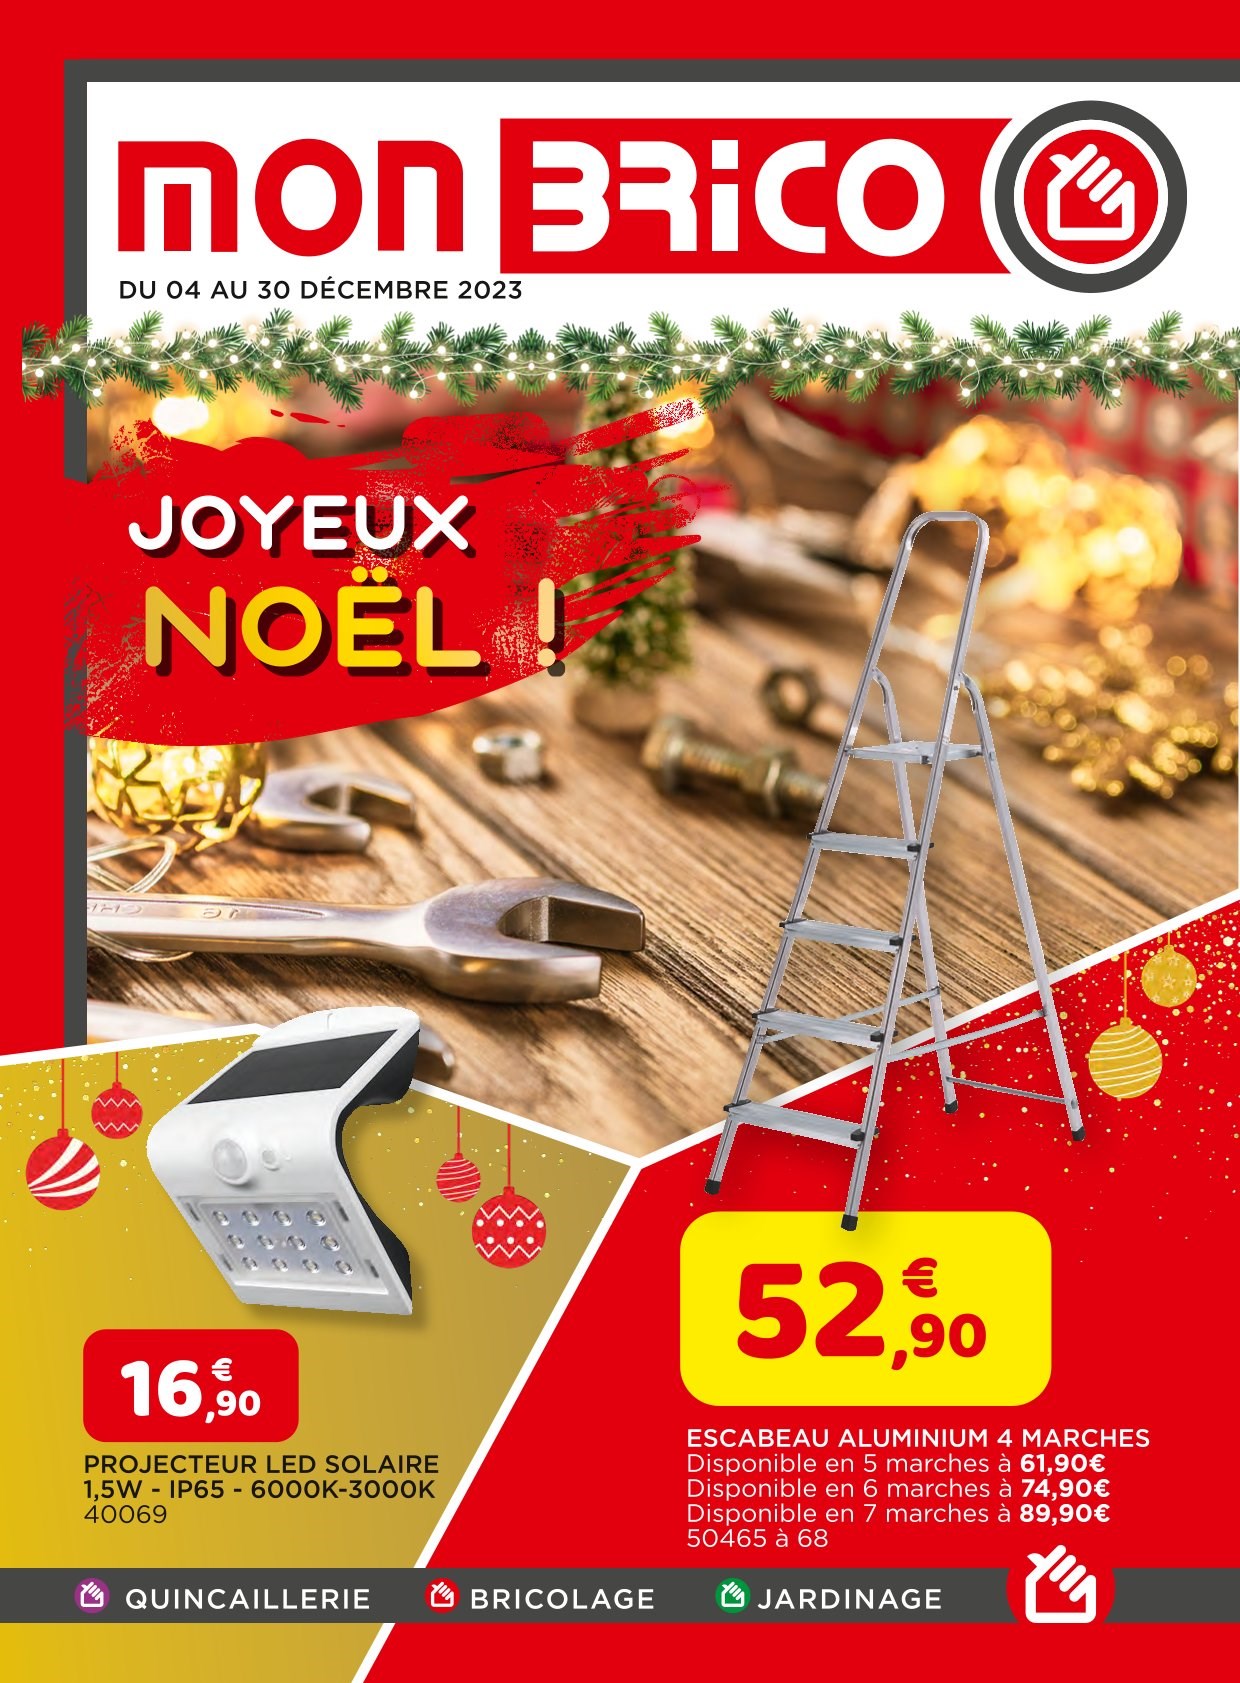 mon BRiCO
DU 04 AU 30 DÉCEMBRE 2023
JOYEUX
NOËL !
16,90€
PROJECTEUR LED SOLAIRE
1,5W - IP65 - 6000K-3000K
40069
52,90€
ESCABEAU ALUMINIUM 4 MARCHES
Disponible en 5 marches à 61,90€
Disponible en 6 marches à 74,90€
Disponible en 7 marches à 89,90€
50465 à 68
QUINCAILLERIE BRICOLAGE JARDINAGE